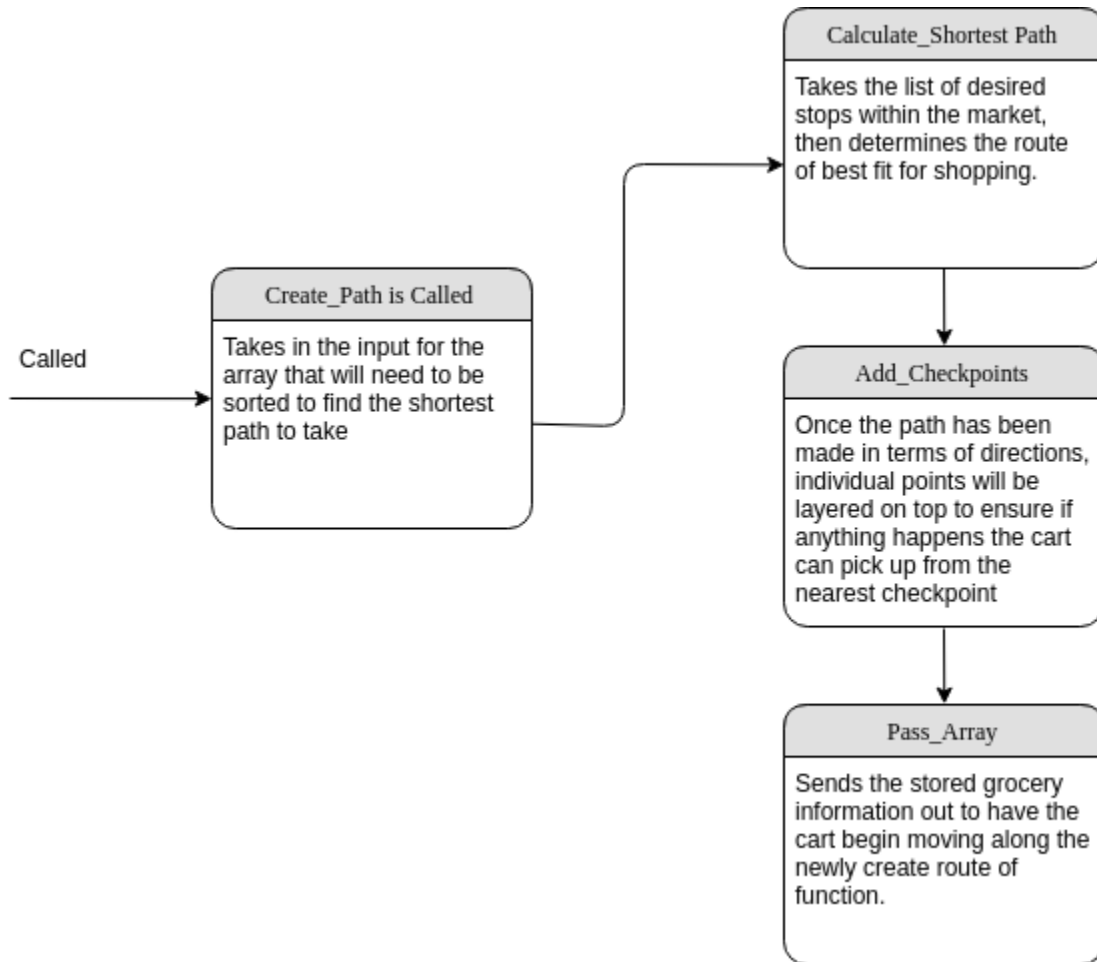 Called
Create_Path is Called
Takes in the input for the
array that will need to be
sorted to find the shortest
path to take
Calculate_Shortest Path
Takes the list of desired
stops within the market,
then determines the route
of best fit for shopping.
Add_Checkpoints
Once the path has been
made in terms of directions,
individual points will be
layered on top to ensure if
anything happens the cart
can pick up from the
nearest checkpoint
Pass_Array
Sends the stored grocery
information out to have the
cart begin moving along the
newly create route of
function.